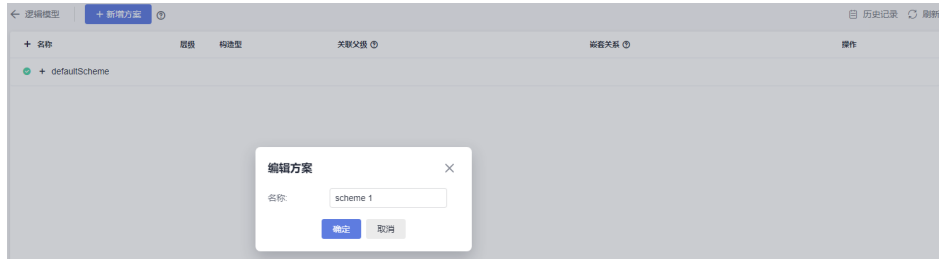 逻辑模型 + 新增方案 历史记录 刷新
+ 名称 层级 构造型 关联父级 嵌套关系 操作
+ defaultScheme
编辑方案
名称: scheme 1
确定 取消